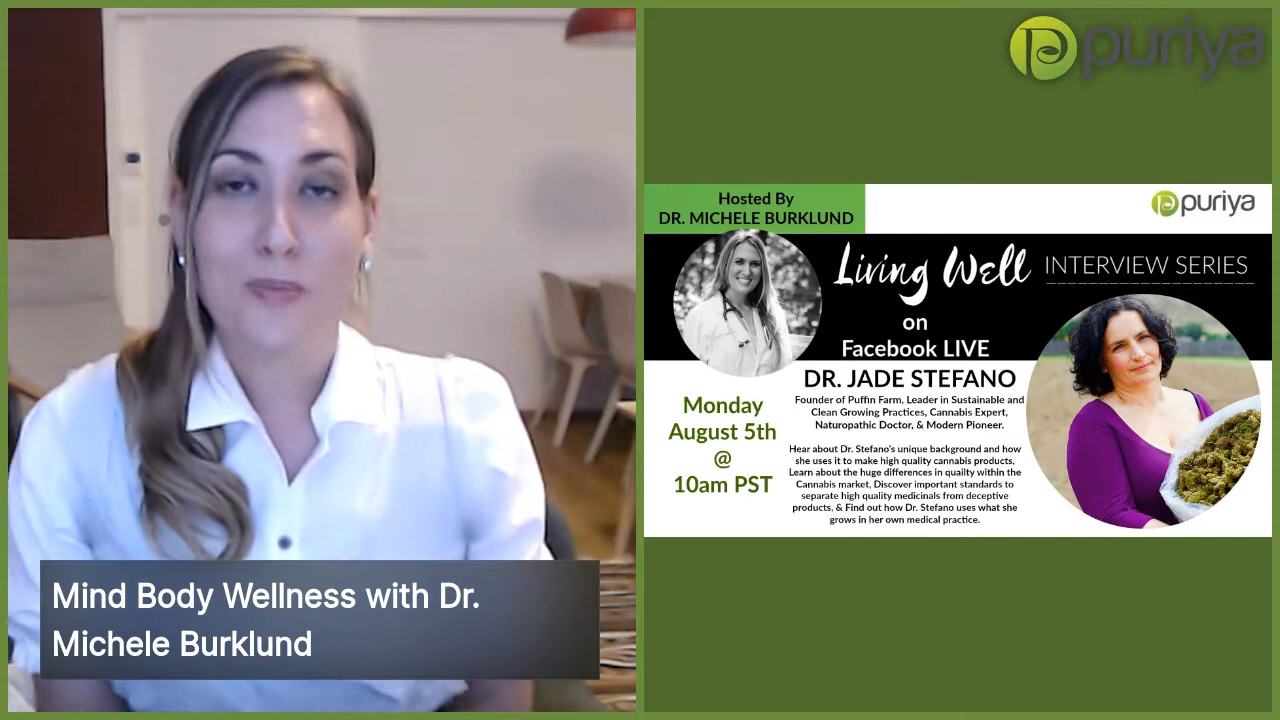 Mind Body Wellness with Dr.
Michele Burklund
puriya
Hosted By
DR. MICHELE BURKLUND
puriya
Living Well INTERVIEW SERIES
on
Facebook LIVE
DR. JADE STEFANO
Founder of Puffin Farm, Leader in Sustainable and
Clean Growing Practices, Cannabis Expert,
Naturopathic Doctor, & Modern Pioneer.
Monday
August 5th
@
10am PST
Hear about Dr. Stefano's unique background and how
she uses it to make high quality cannabis products,
Learn about the huge differences in quailty within the
Cannabis market, Discover important standards to
separate high quality medicinals from deceptive
products, & Find out how Dr. Stefano uses what she
grows in her own medical practice.